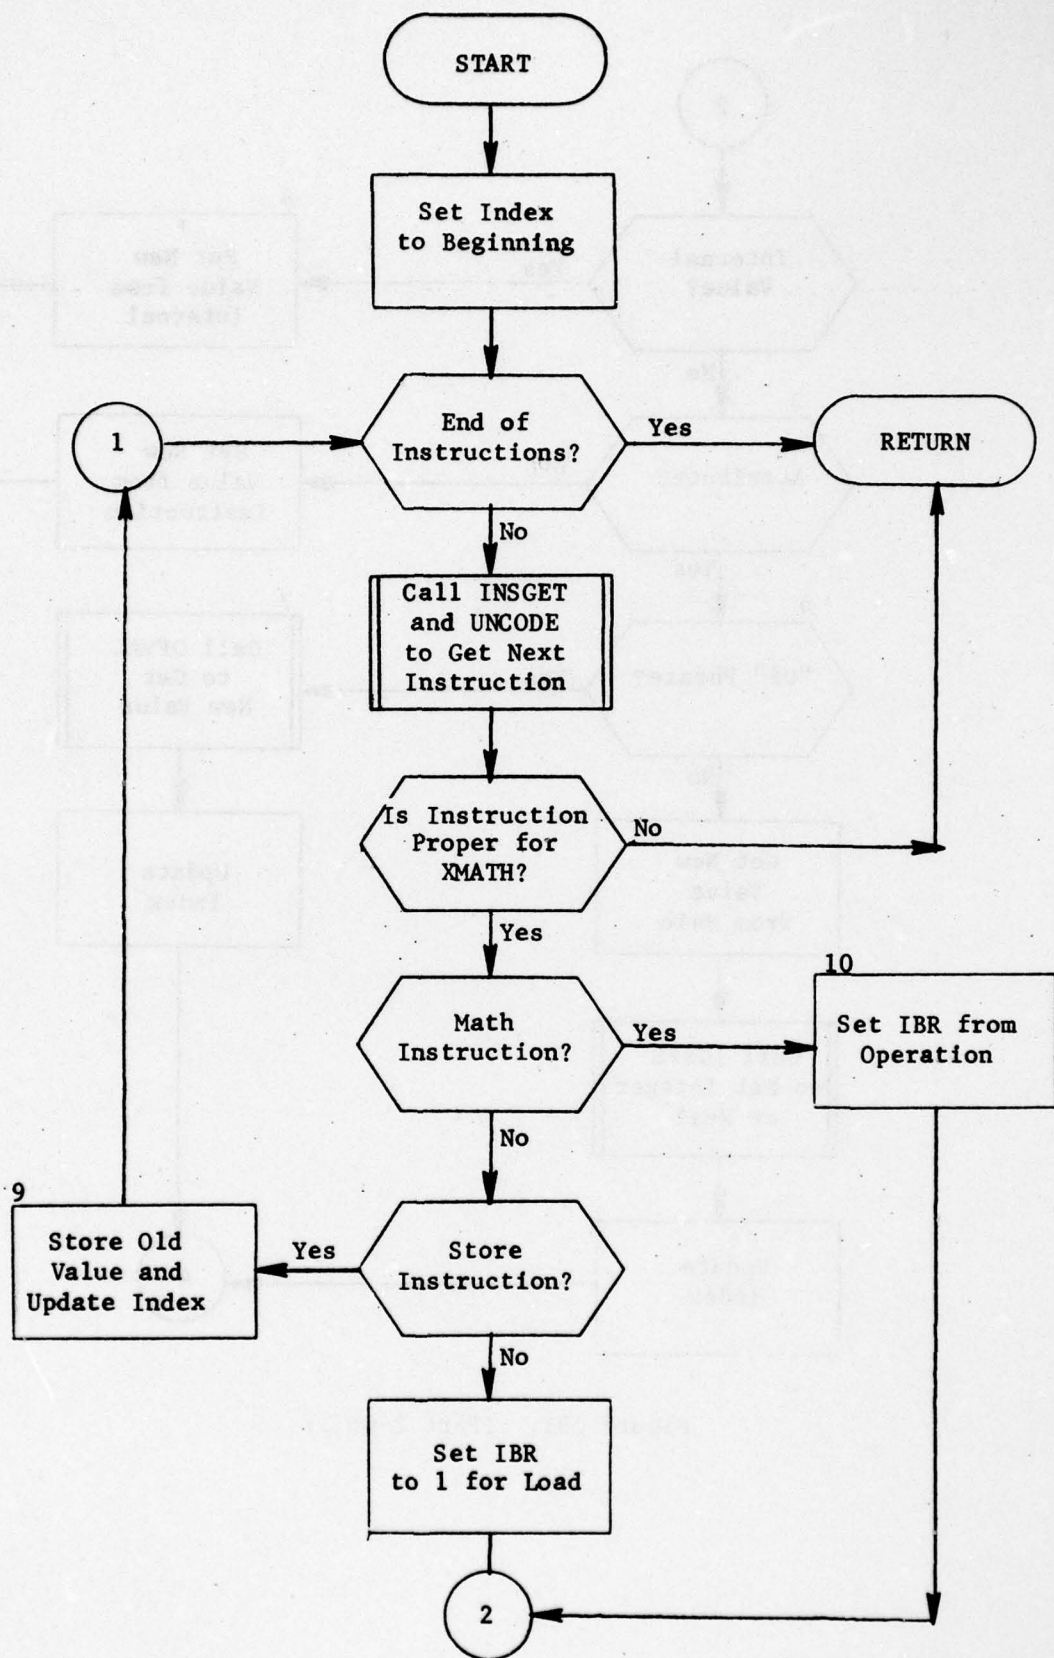 START
Set Index
to Beginning
1
End of
Instructions?
Yes
RETURN
No
Call INSGET
and UNCODE
to Get Next
Instruction
Is Instruction
Proper for
XMATH?
No
Yes
10
Math
Instruction?
Yes
Set IBR from
Operation
No
9
Store Old
Value and
Update Index
Yes
Store
Instruction?
No
Set IBR
to 1 for Load
2